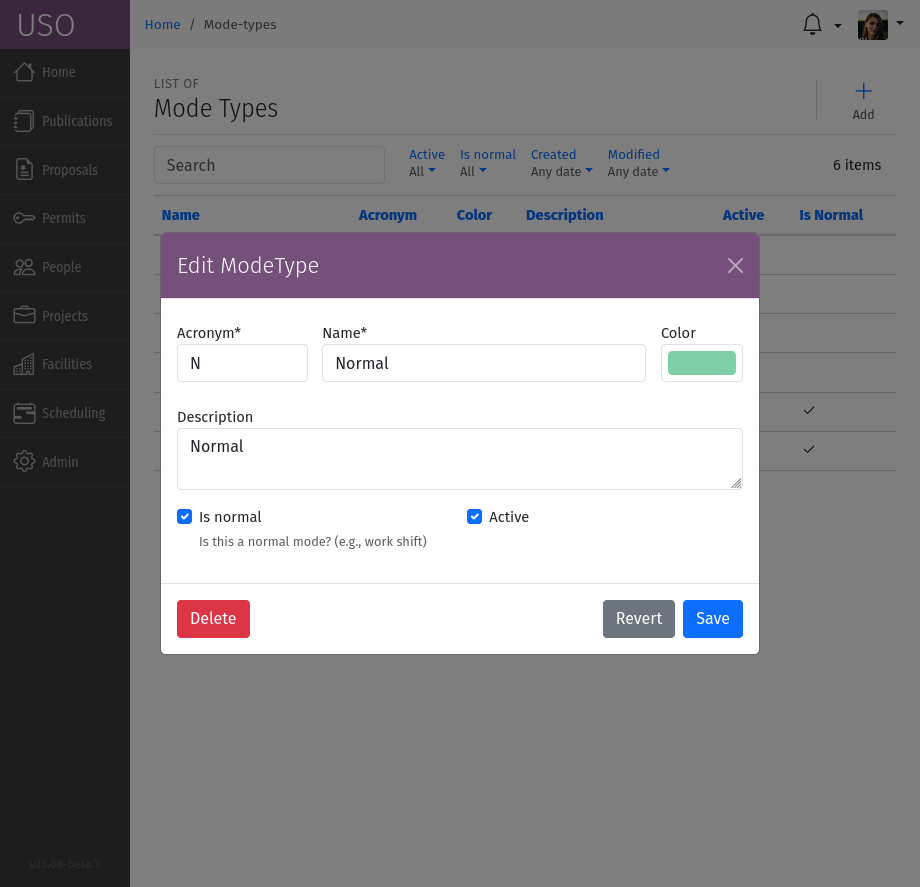 USO
Home / Mode-types
Home
Publications
Proposals
Permits
People
Projects
Facilities
Scheduling
Admin
v25.08-beta.3
LIST OF
Mode Types
Add
Search
Active Is normal Created Modified
All All Any date Any date
6 items
Name Acronym Color Description Active Is Normal
Edit ModeType
Acronym* Name* Color
N Normal
Description
Normal
Is normal Active
Is this a normal mode? (e.g., work shift)
Delete Revert Save